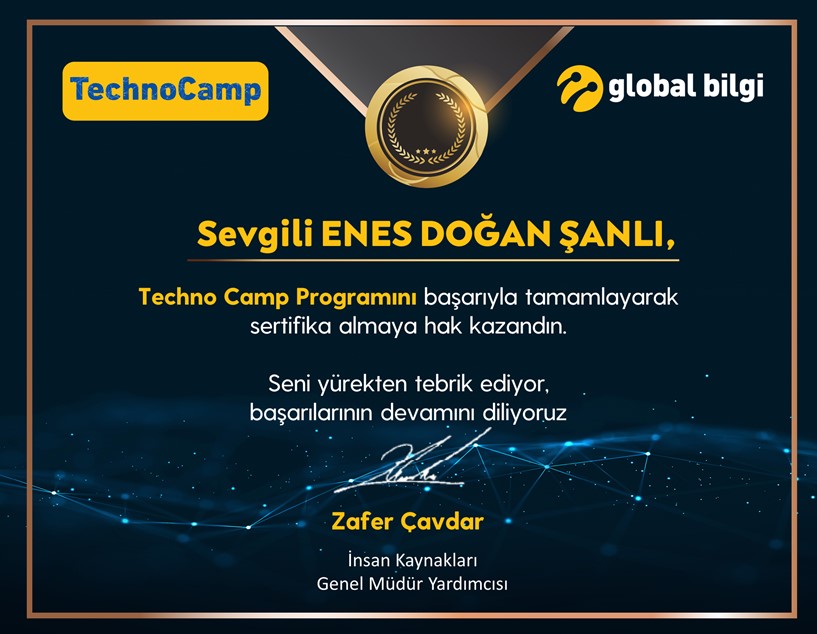 TechnoCamp
global bilgi
Sevgili ENES DOĞAN ŞANLI,
Techno Camp Programını başarıyla tamamlayarak
sertifika almaya hak kazandın.
Seni yürekten tebrik ediyor,
başarılarının devamını diliyoruz
Zafer Çavdar
İnsan Kaynakları
Genel Müdür Yardımcısı